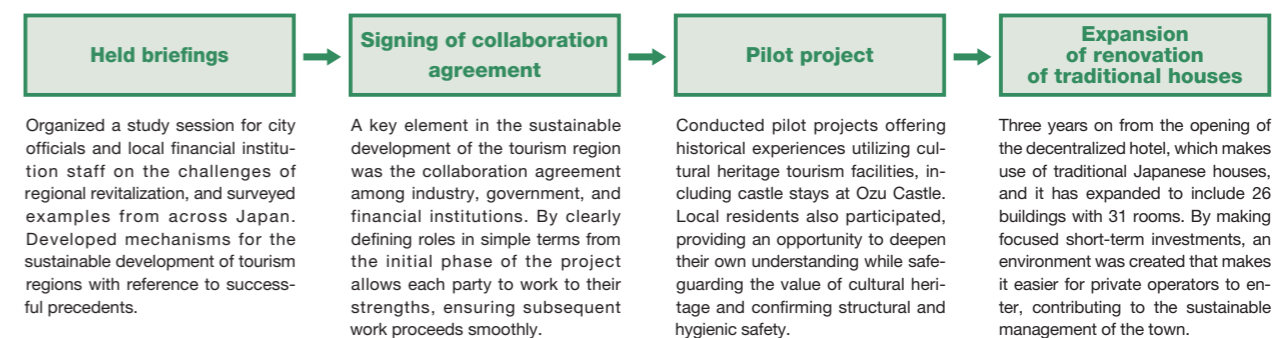 Held briefings
Organized a study session for city
officials and local financial institu-
tion staff on the challenges of
regional revitalization, and surveyed
examples from across Japan.
Developed mechanisms for the
sustainable development of tourism
regions with reference to success-
ful precedents.
Signing of collaboration
agreement
A key element in the sustainable
development of the tourism region
was the collaboration agreement
among industry, government, and
financial institutions. By clearly
defining roles in simple terms from
the initial phase of the project
allows each party to work to their
strengths, ensuring subsequent
work proceeds smoothly.
Pilot project
Conducted pilot projects offering
historical experiences utilizing cul-
tural heritage tourism facilities, in-
cluding castle stays at Ozu Castle.
Local residents also participated,
providing an opportunity to deepen
their own understanding while safe-
guarding the value of cultural heri-
tage and confirming structural and
hygienic safety.
Expansion
of renovation
of traditional houses
Three years on from the opening of
the decentralized hotel, which makes
use of traditional Japanese houses,
and it has expanded to include 26
buildings with 31 rooms. By making
focused short-term investments, an
environment was created that makes
it easier for private operators to en-
ter, contributing to the sustainable
management of the town.